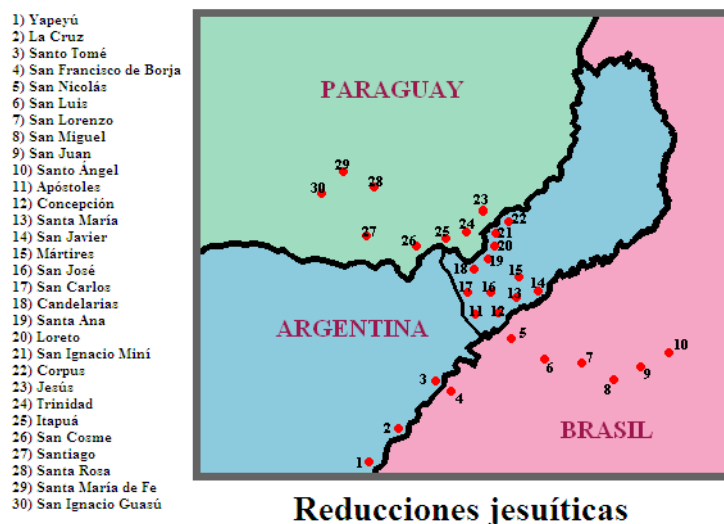 1) Yapeyú
2) La Cruz
3) Santo Tomé
4) San Francisco de Borja
5) San Nicolás
6) San Luis
7) San Lorenzo
8) San Miguel
9) San Juan
10) Santo Ángel
11) Apóstoles
12) Concepción
13) Santa María
14) San Javier
15) Mártires
16) San José
17) San Carlos
18) Candelarias
19) Santa Ana
20) Loreto
21) San Ignacio Miní
22) Corpus
23) Jesús
24) Trinidad
25) Itapuá
26) San Cosme
27) Santiago
28) Santa Rosa
29) Santa María de Fe
30) San Ignacio Guasú
PARAGUAY
29
28
30
23
22
24
21
25
27
26
20
19
18
15
17
16
13
14
11
12
ARGENTINA
5
10
6
7
9
8
3
4
2
BRASIL
1
Reducciones jesuíticas